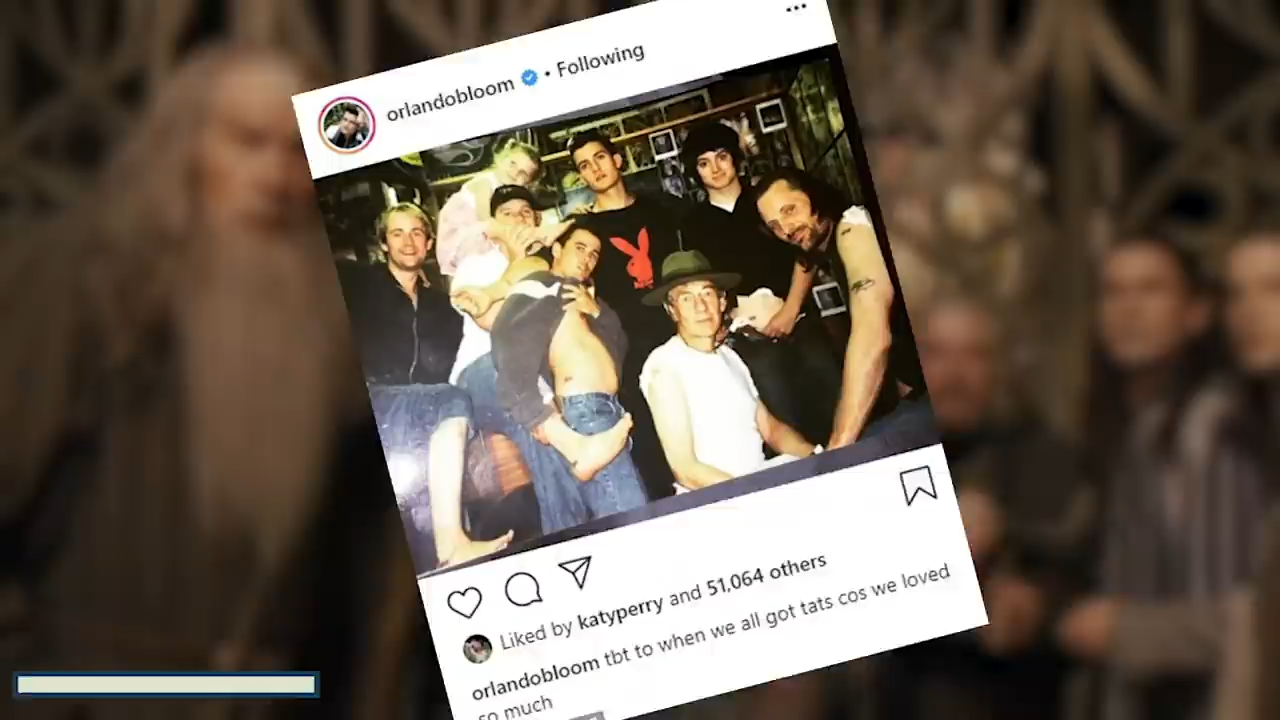 orlandobloom • Following
Liked by katyperry and 51,064 others
orlandobloom tbt to when we all got tats cos we loved
so much